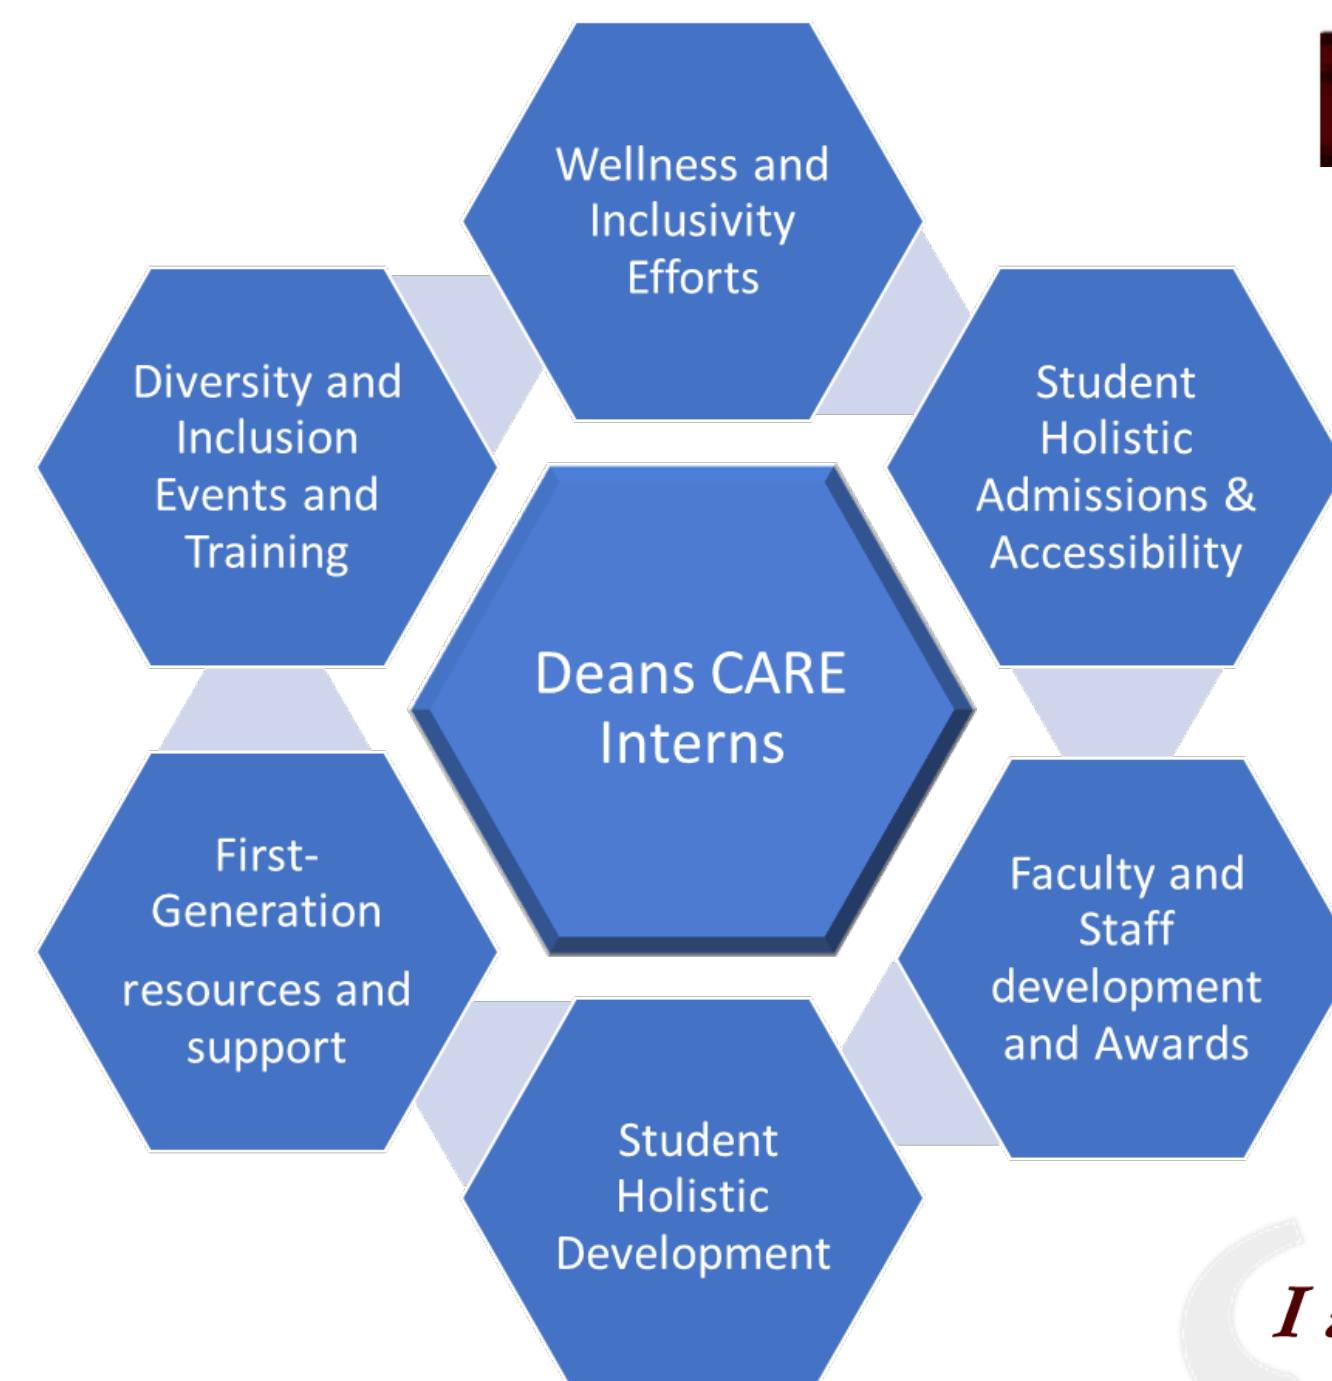 Wellness and
Inclusivity
Efforts
Student
Holistic
Admissions &
Accessibility
Faculty and
Staff
development
and Awards
Student
Holistic
Development
First-
Generation
resources and
support
Diversity and
Inclusion
Events and
Training
Deans CARE
Interns
I